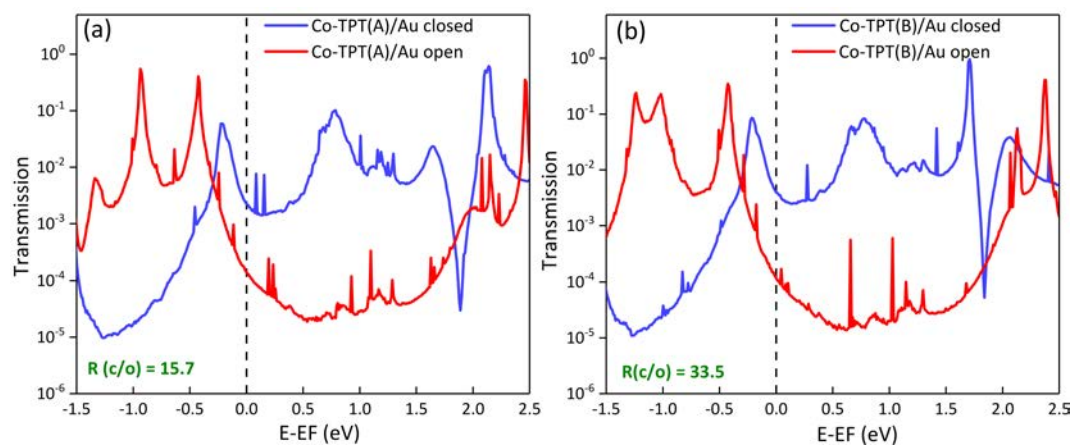 (a)
Co-TPT(A)/Au closed
Co-TPT(A)/Au open
Transmission
10⁰
10⁻¹
10⁻²
10⁻³
10⁻⁴
10⁻⁵
10⁻⁶
R (c/o) = 15.7
-1.5 -1.0 -0.5 0.0 0.5 1.0 1.5 2.0 2.5
E-EF (eV)
(b)
Co-TPT(B)/Au closed
Co-TPT(B)/Au open
Transmission
10⁰
10⁻¹
10⁻²
10⁻³
10⁻⁴
10⁻⁵
10⁻⁶
R(c/o) = 33.5
-1.5 -1.0 -0.5 0.0 0.5 1.0 1.5 2.0 2.5
E-EF (eV)